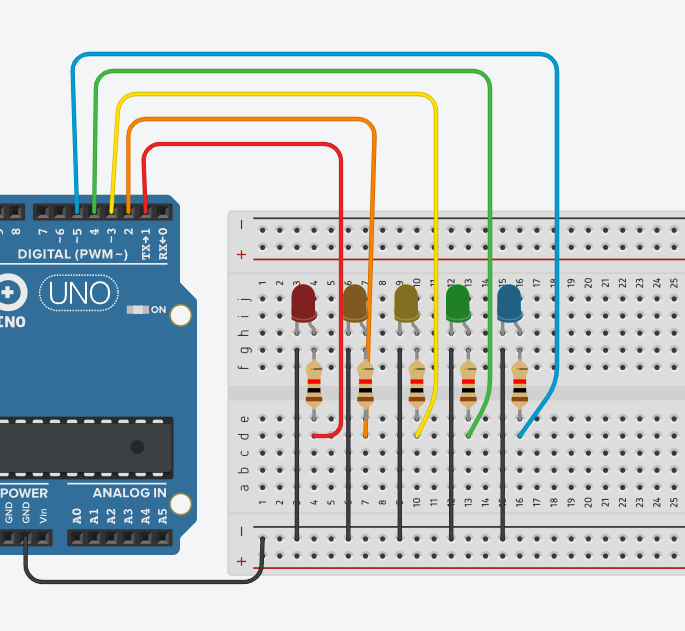 8 7 ~6 ~5 4 ~3 2 TX→1 RX←0
DIGITAL (PWM~)
UNO
ON
INO
POWER ANALOG IN
GND GND Vin A0 A1 A2 A3 A4 A5
−
+
1 2 3 4 5 6 7 8 9 10 11 12 13 14 15 16 17 18 19 20 21 22 23 24 25
j
i
h
g
f
e
d
c
b
a
1 2 3 4 5 6 7 8 9 10 11 12 13 14 15 16 17 18 19 20 21 22 23 24 25
−
+